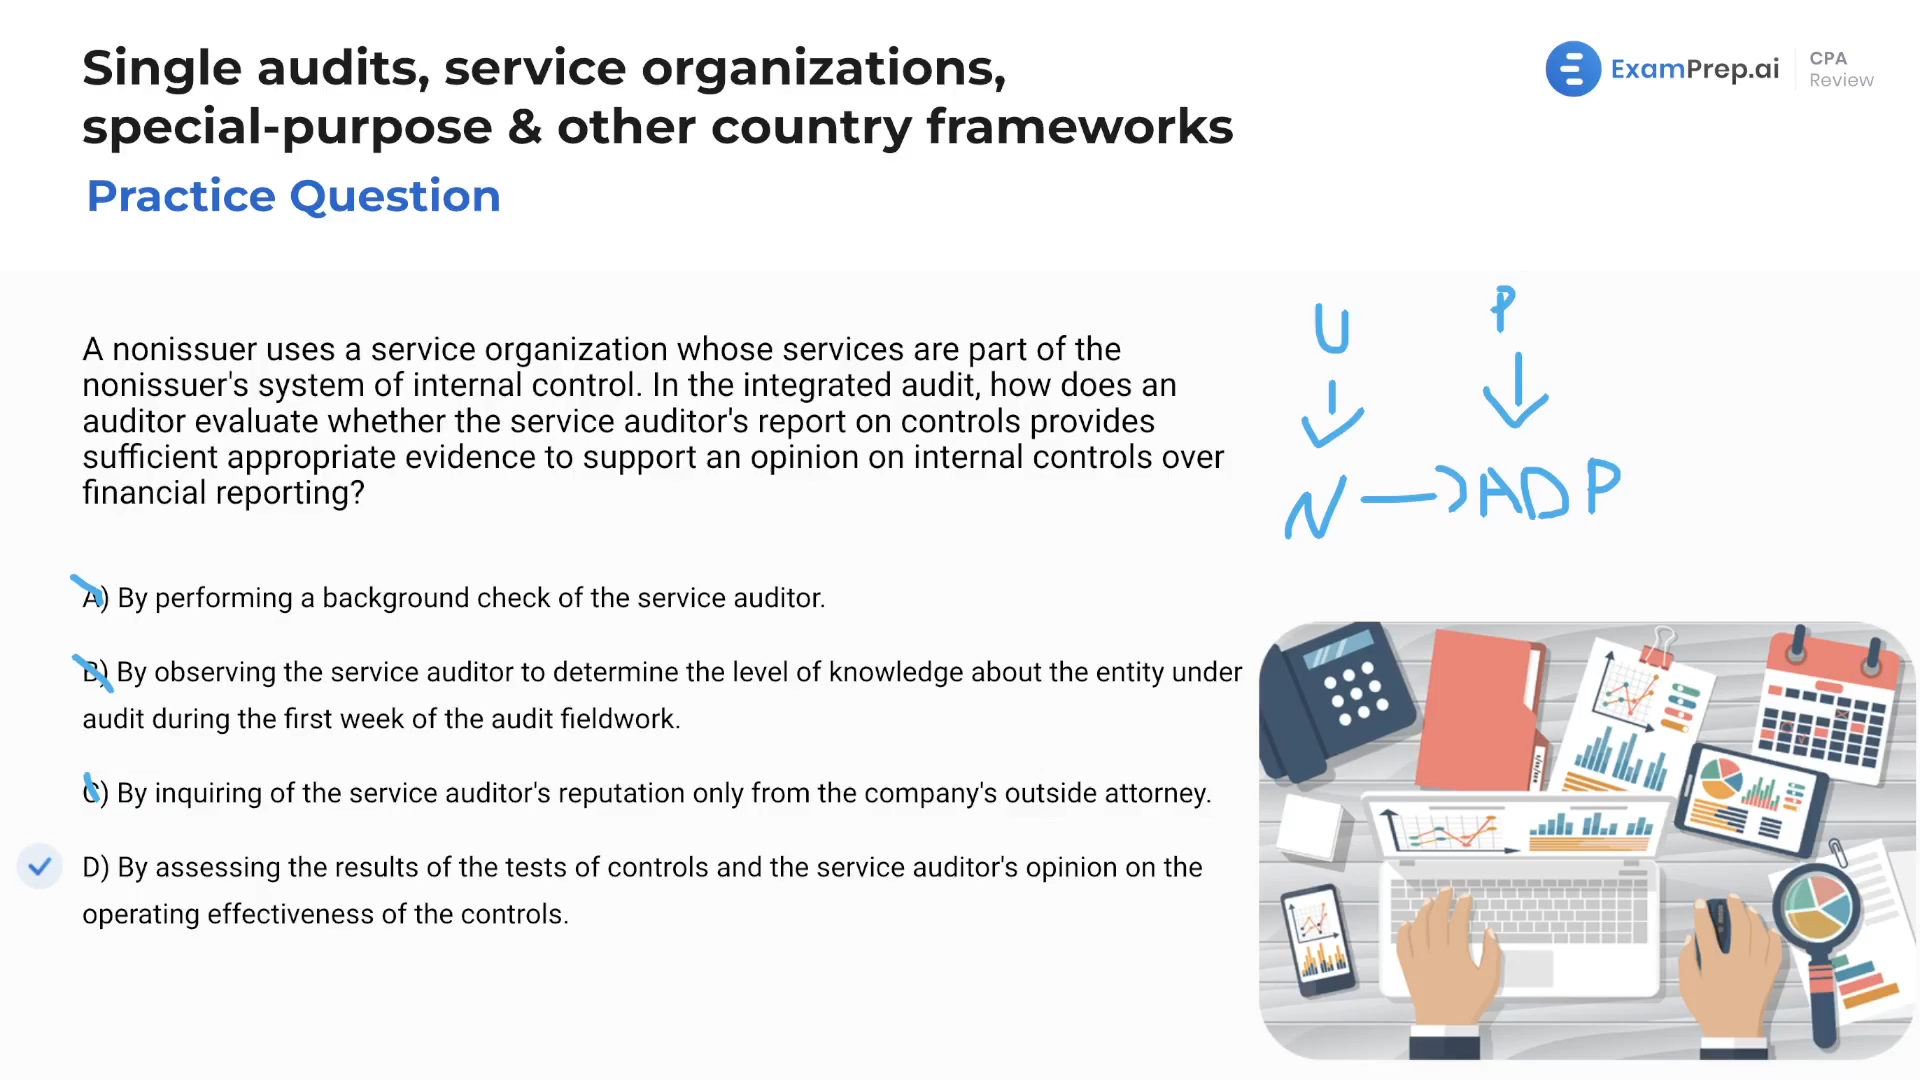 Single audits, service organizations,
special-purpose & other country frameworks
Practice Question
ExamPrep.ai
CPA
Review
A nonissuer uses a service organization whose services are part of the
nonissuer's system of internal control. In the integrated audit, how does an
auditor evaluate whether the service auditor's report on controls provides
sufficient appropriate evidence to support an opinion on internal controls over
financial reporting?
U
P
N → ADP
A) By performing a background check of the service auditor.
B) By observing the service auditor to determine the level of knowledge about the entity under
audit during the first week of the audit fieldwork.
C) By inquiring of the service auditor's reputation only from the company's outside attorney.
D) By assessing the results of the tests of controls and the service auditor's opinion on the
operating effectiveness of the controls.